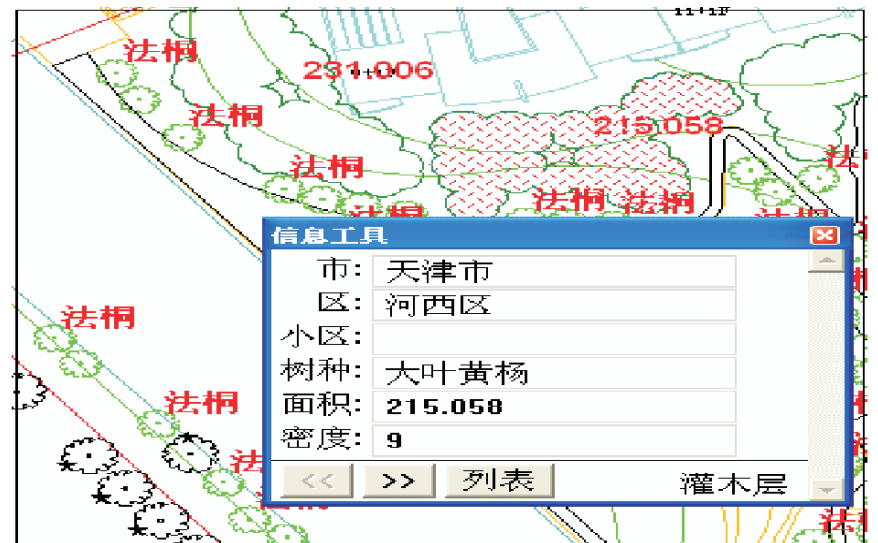 法桐
231.006
法桐
215.058
法桐
法桐
法桐 法桐
信息工具
市: 天津市
区: 河西区
小区:
树种: 大叶黄杨
面积: 215.058
密度: 9
<< >> 列表 灌木层
法桐
法桐